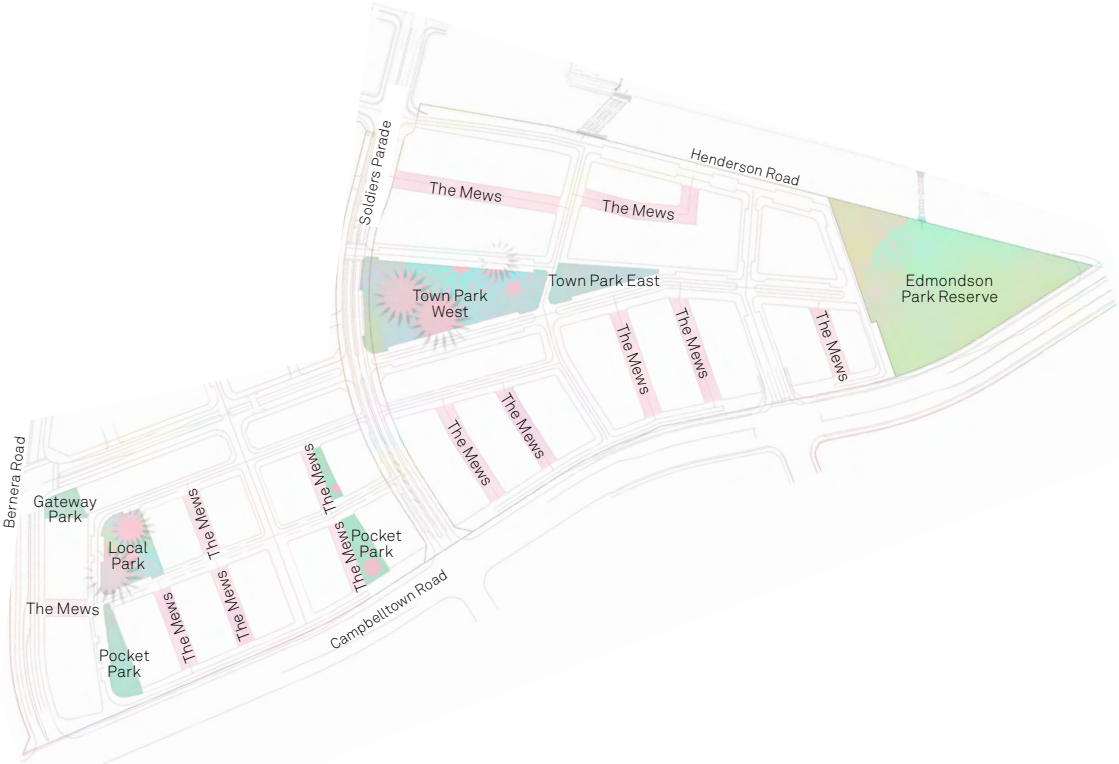 Soldiers Parade
Henderson Road
The Mews
The Mews
Town Park East
Town Park
West
Edmondson
Park Reserve
The Mews
The Mews
The Mews
The Mews
The Mews
Bernera Road
Gateway
Park
Local
Park
The Mews
The Mews
The Mews
Pocket
Park
The Mews
The Mews
The Mews
The Mews
Pocket
Park
Campbelltown Road